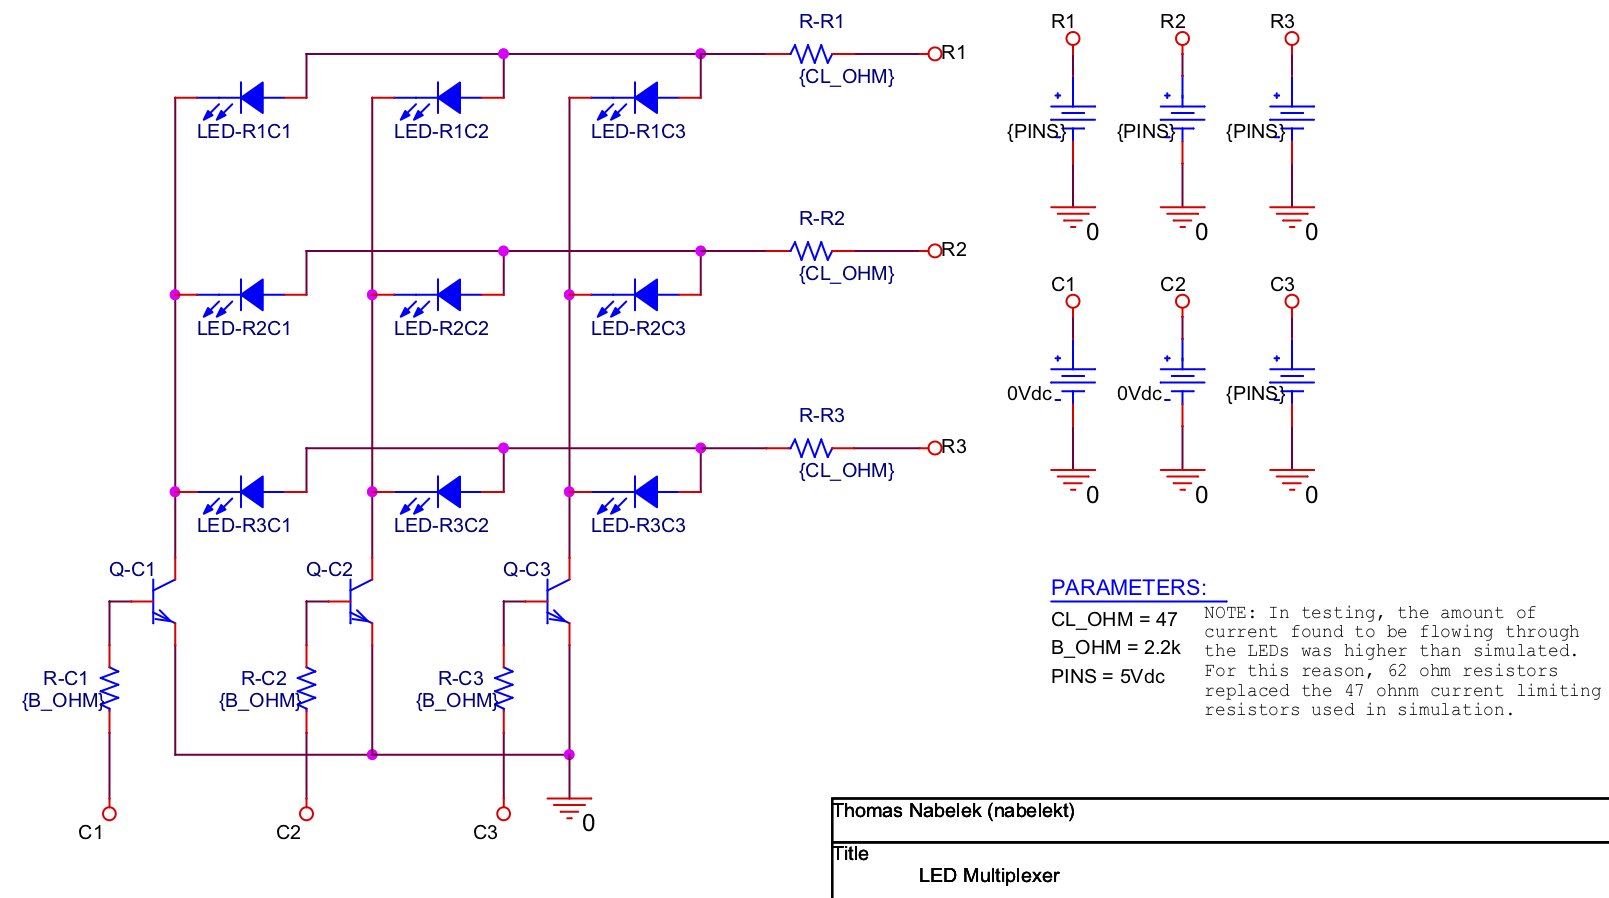 R-R1
R1
{CL_OHM}
LED-R1C1
LED-R1C2
LED-R1C3
R-R2
R2
{CL_OHM}
LED-R2C1
LED-R2C2
LED-R2C3
R-R3
R3
{CL_OHM}
LED-R3C1
LED-R3C2
LED-R3C3
Q-C1
Q-C2
Q-C3
R-C1
{B_OHM}
R-C2
{B_OHM}
R-C3
{B_OHM}
C1
C2
C3
0
R1
R2
R3
+
+
+
{PINS}
{PINS}
{PINS}
-
-
-
0
0
0
C1
C2
C3
+
+
+
0Vdc
0Vdc
{PINS}
-
-
-
0
0
0
PARAMETERS:
CL_OHM = 47
B_OHM = 2.2k
PINS = 5Vdc
NOTE: In testing, the amount of
current found to be flowing through
the LEDs was higher than simulated.
For this reason, 62 ohm resistors
replaced the 47 ohnm current limiting
resistors used in simulation.
Thomas Nabelek (nabelekt)
Title
LED Multiplexer